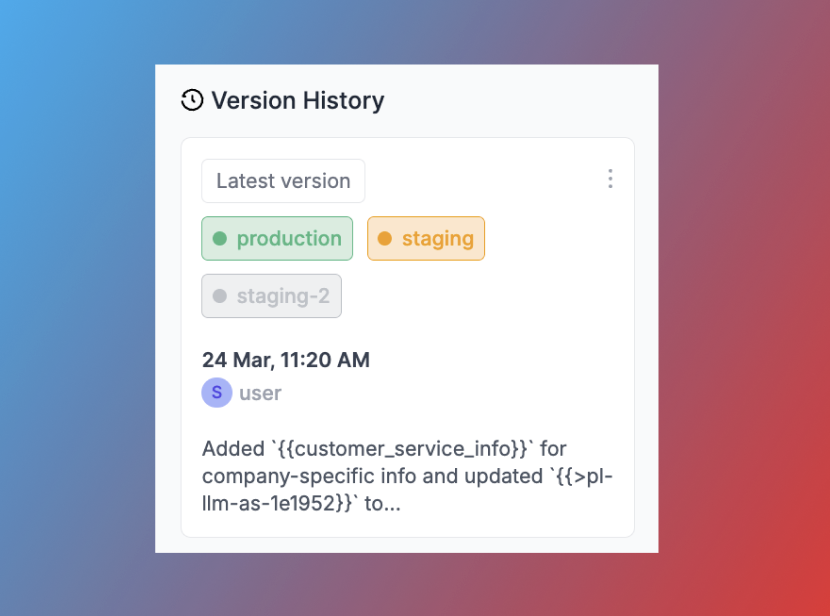 Version History
Latest version
production
staging
staging-2
24 Mar, 11:20 AM
S user
Added `{{customer_service_info}}` for
company-specific info and updated `{{>pl-
llm-as-1e1952}}` to...